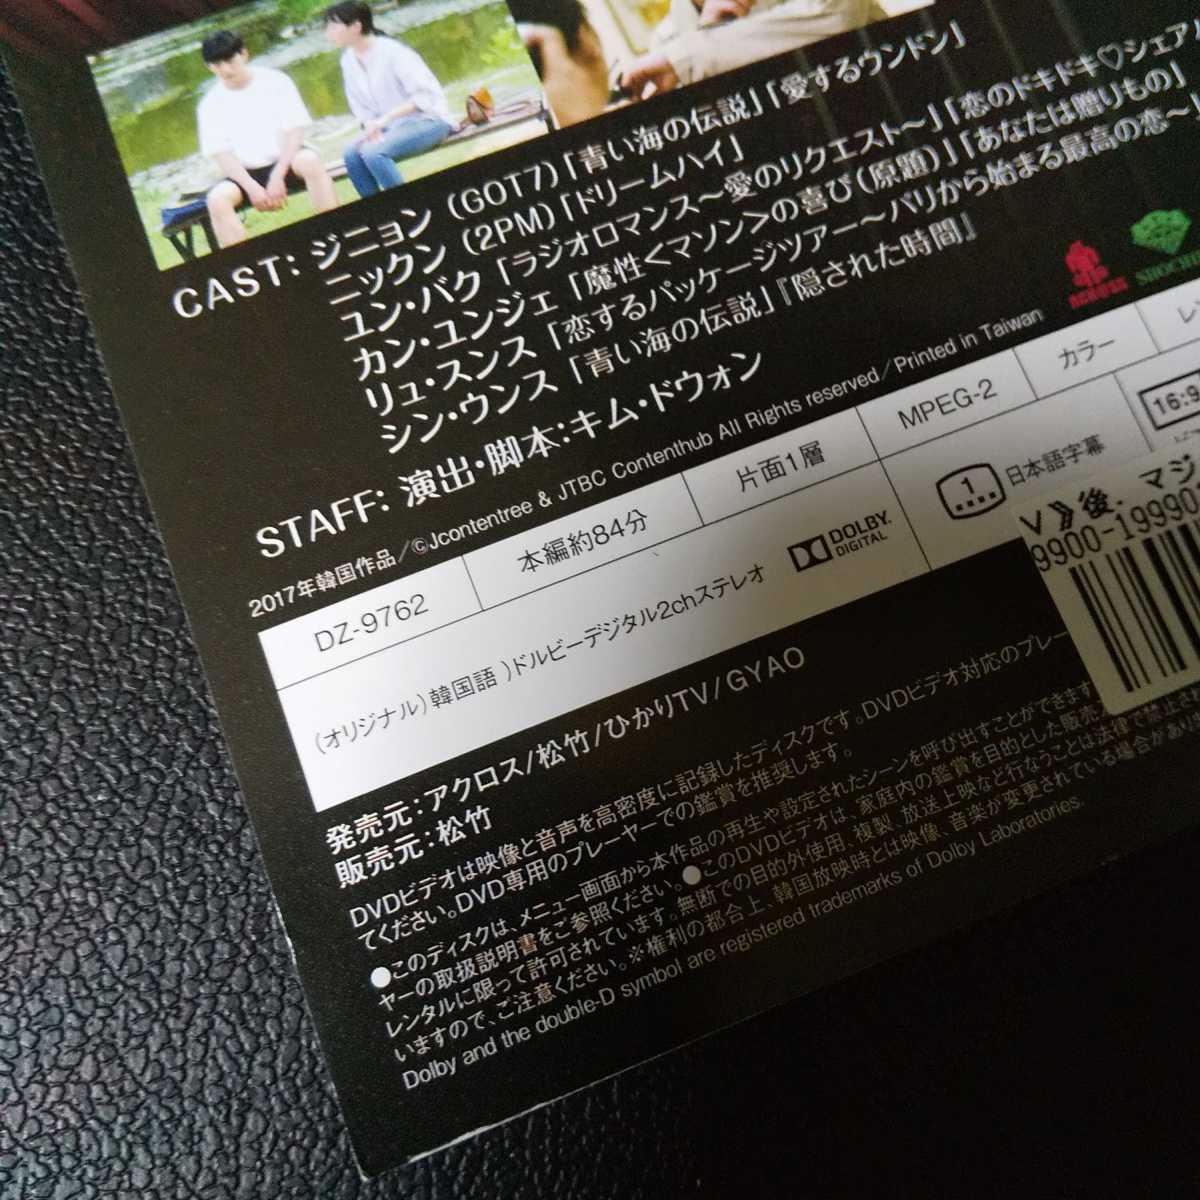 CAST: ジニョン (GOT7)「青い海の伝説」「愛するウンドン」
ニックン (2PM)「ドリームハイ」
ユン・バク「ラジオロマンス～愛のリクエスト～」「恋のドキドキ♡シェア
カン・ユンジェ「魔性＜マソン＞の喜び(原題)」「あなたは贈りもの」
リュ・スンス「恋するパッケージツアー～パリから始まる最高の恋～
シン・ウンス「青い海の伝説」『隠された時間』
STAFF: 演出・脚本:キム・ドウォン
ACROSS
2017年韓国作品/©Jcontentree & JTBC Contenthub All Rights reserved/Printed in Taiwan
DZ-9762 本編約84分 片面1層 MPEG-2 カラー
(オリジナル)韓国語 )ドルビーデジタル2chステレオ DOLBY. DIGITAL 1 日本語字幕 16:9
V》後. マジ
9900-19990
発売元:アクロス/松竹/ひかりTV/GYAO
販売元:松竹
DVDビデオは映像と音声を高密度に記録したディスクです。DVDビデオ対応のプレー
てください。DVD専用のプレーヤーでの鑑賞を推奨します。
●このディスクは、メニュー画面から本作品の再生や設定されたシーンを呼び出すことができます
ヤーの取扱説明書をご参照ください。●このDVDビデオは、家庭内の鑑賞を目的とした販売
レンタルに限って許可されています。無断での目的外使用、複製、放送上映など行なうことは法律で禁止さ
いますので、ご注意ください。※権利の都合上、韓国放映時とは映像、音楽が変更されている場合があり
Dolby and the double-D symbol are registered trademarks of Dolby Laboratories.